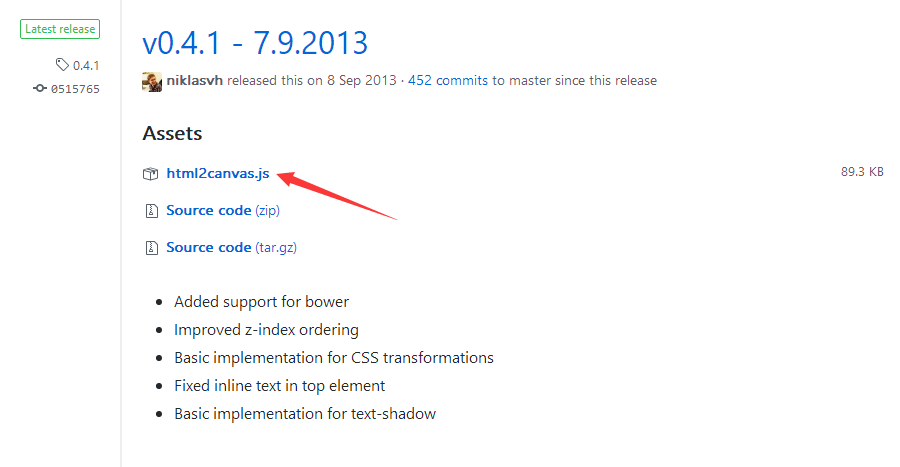 Latest release
v0.4.1 - 7.9.2013
0.4.1
niklasvh released this on 8 Sep 2013 · 452 commits to master since this release
0515765
Assets
html2canvas.js 89.3 KB
Source code (zip)
Source code (tar.gz)
• Added support for bower
• Improved z-index ordering
• Basic implementation for CSS transformations
• Fixed inline text in top element
• Basic implementation for text-shadow